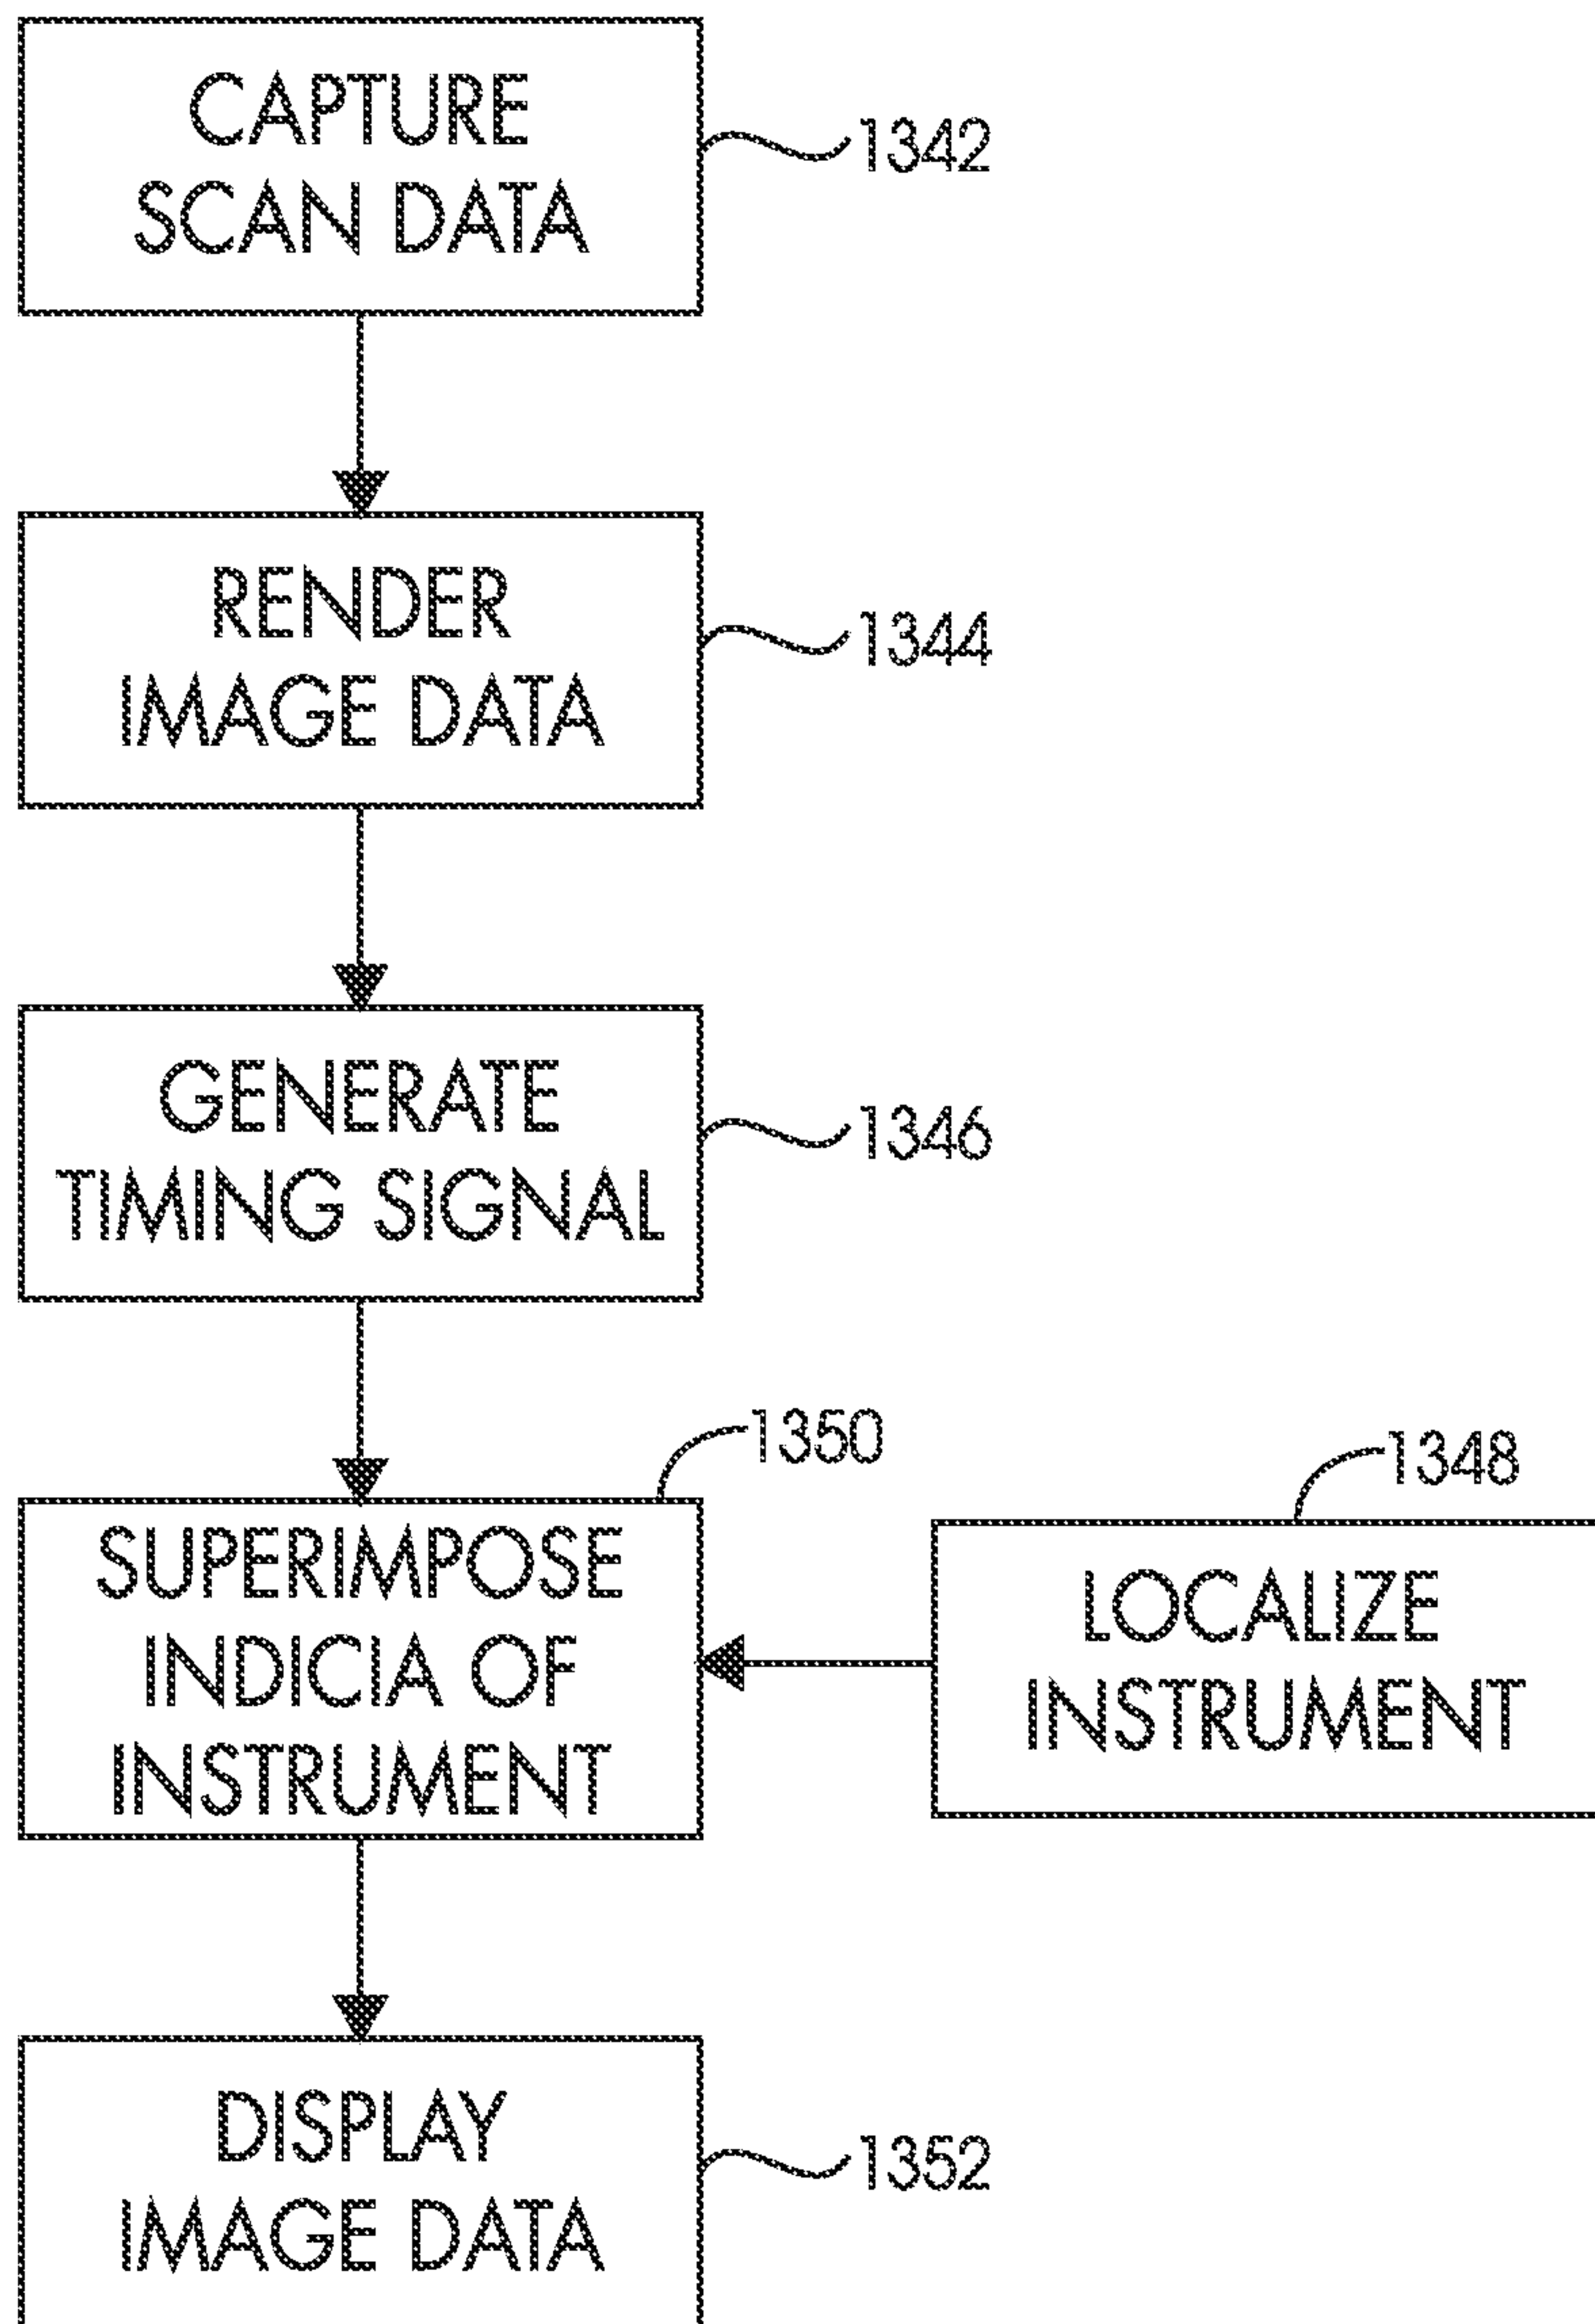 CAPTURE
SCAN DATA
1342
RENDER
IMAGE DATA
1344
GENERATE
TIMING SIGNAL
1346
1350
SUPERIMPOSE
INDICIA OF
INSTRUMENT
1348
LOCALIZE
INSTRUMENT
DISPLAY
IMAGE DATA
1352